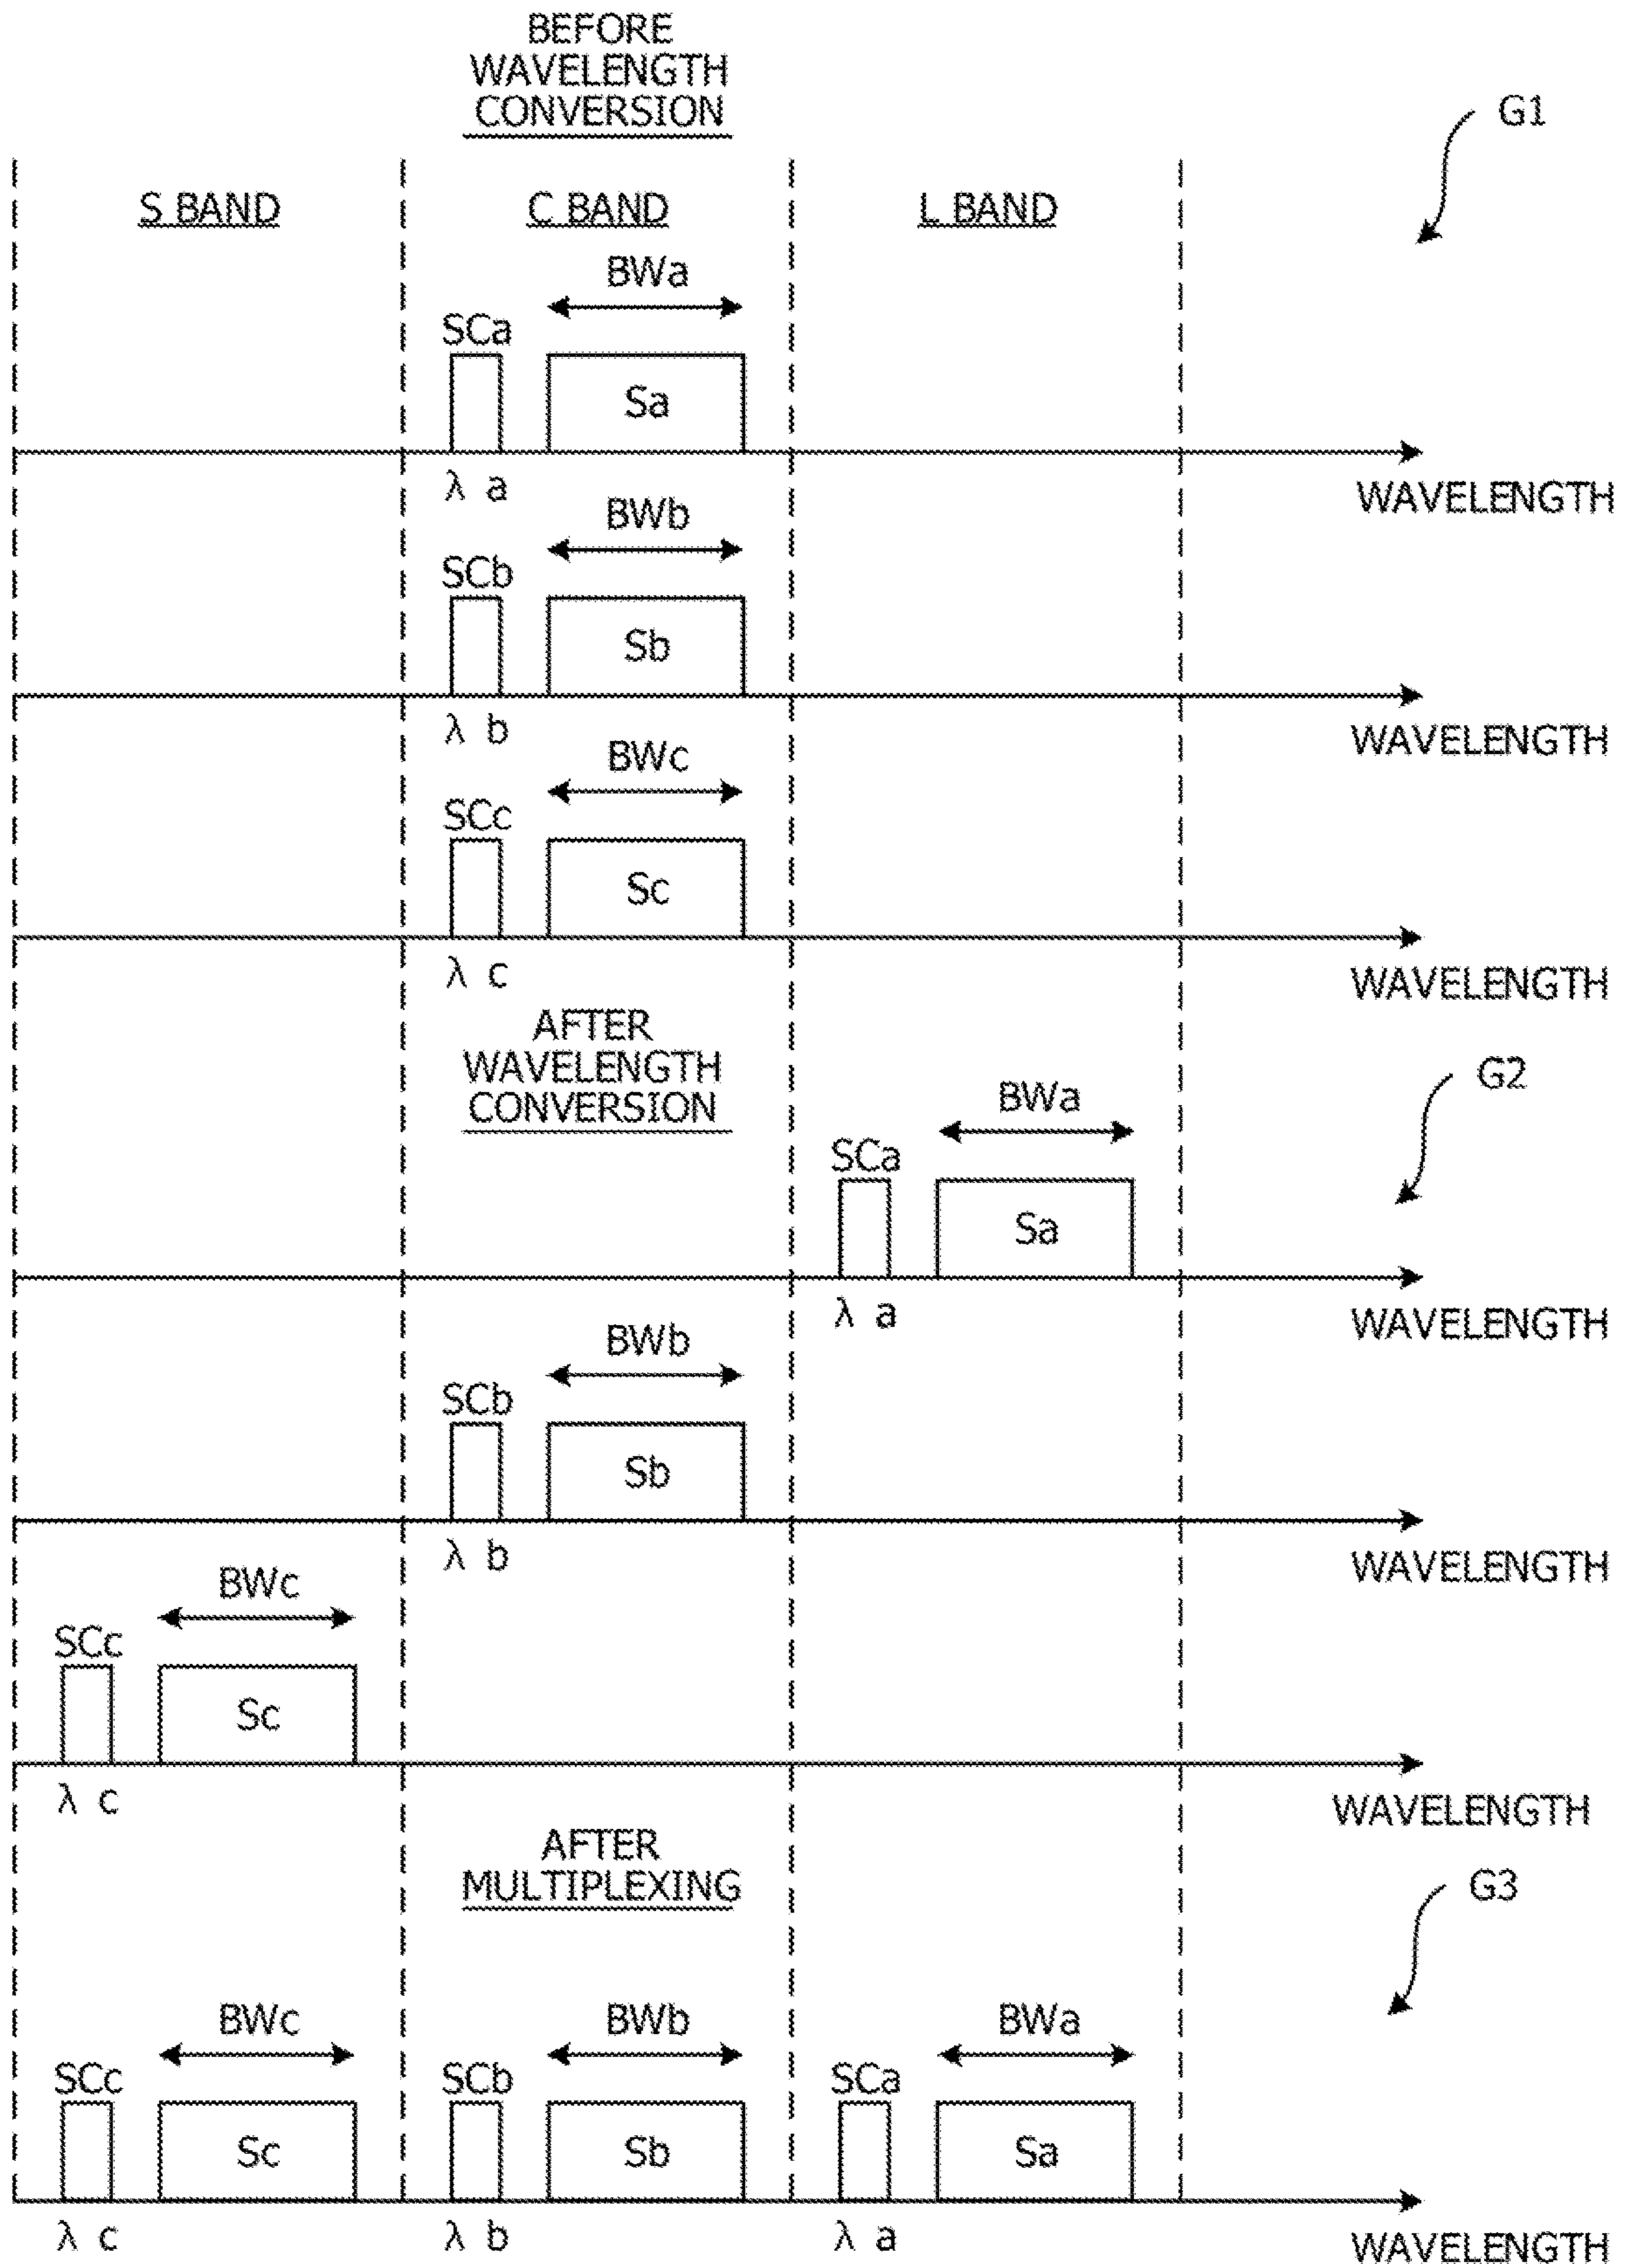 BEFORE
WAVELENGTH
CONVERSION
G1
S BAND
C BAND
L BAND
BWa
SCa
Sa
λ a
WAVELENGTH
BWb
SCb
Sb
λ b
WAVELENGTH
BWc
SCc
Sc
λ c
WAVELENGTH
AFTER
WAVELENGTH
CONVERSION
G2
BWa
SCa
Sa
λ a
WAVELENGTH
BWb
SCb
Sb
λ b
WAVELENGTH
BWc
SCc
Sc
λ c
WAVELENGTH
AFTER
MULTIPLEXING
G3
BWc
BWb
BWa
SCc
SCb
SCa
Sc
Sb
Sa
λ c
λ b
λ a
WAVELENGTH